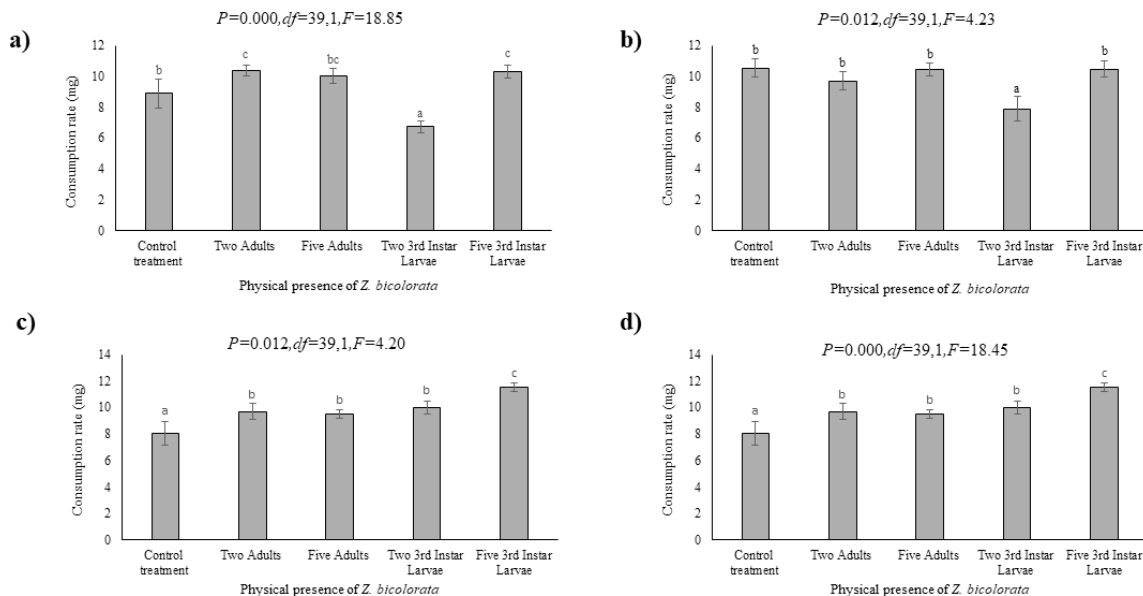 a)
P=0.000,df=39,1,F=18.85
Consumption rate (mg)
12
10
8
6
4
2
0
b
c
bc
a
c
Control
treatment
Two Adults
Five Adults
Two 3rd Instar
Larvae
Five 3rd Instar
Larvae
Physical presence of Z. bicolorata
b)
P=0.012,df=39,1,F=4.23
Consumption rate (mg)
12
10
8
6
4
2
0
b
b
b
a
b
Control
treatment
Two Adults
Five Adults
Two 3rd Instar
Larvae
Five 3rd Instar
Larvae
Physical presence of Z. bicolorata
c)
P=0.012,df=39,1,F=4.20
Consumption rate (mg)
14
12
10
8
6
4
2
0
a
b
b
b
c
Control
treatment
Two Adults
Five Adults
Two 3rd Instar
Larvae
Five 3rd Instar
Larvae
Physical presence of Z. bicolorata
d)
P=0.000,df=39,1,F=18.45
Consumption rate (mg)
14
12
10
8
6
4
2
0
a
b
b
b
c
Control
treatment
Two Adults
Five Adults
Two 3rd Instar
Larvae
Five 3rd Instar
Larvae
Physical presence of Z. bicolorata